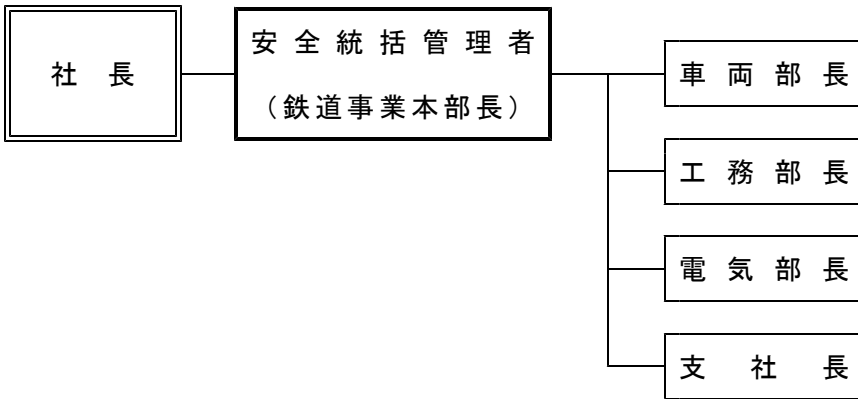 社長
安全統括管理者
（鉄道事業本部長）
車両部長
工務部長
電気部長
支社長